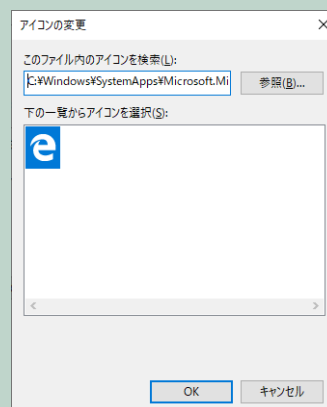 アイコンの変更
このファイル内のアイコンを検索(L):
C:¥Windows¥SystemApps¥Microsoft.Mi
参照(B)...
下の一覧からアイコンを選択(S):
OK
キャンセル